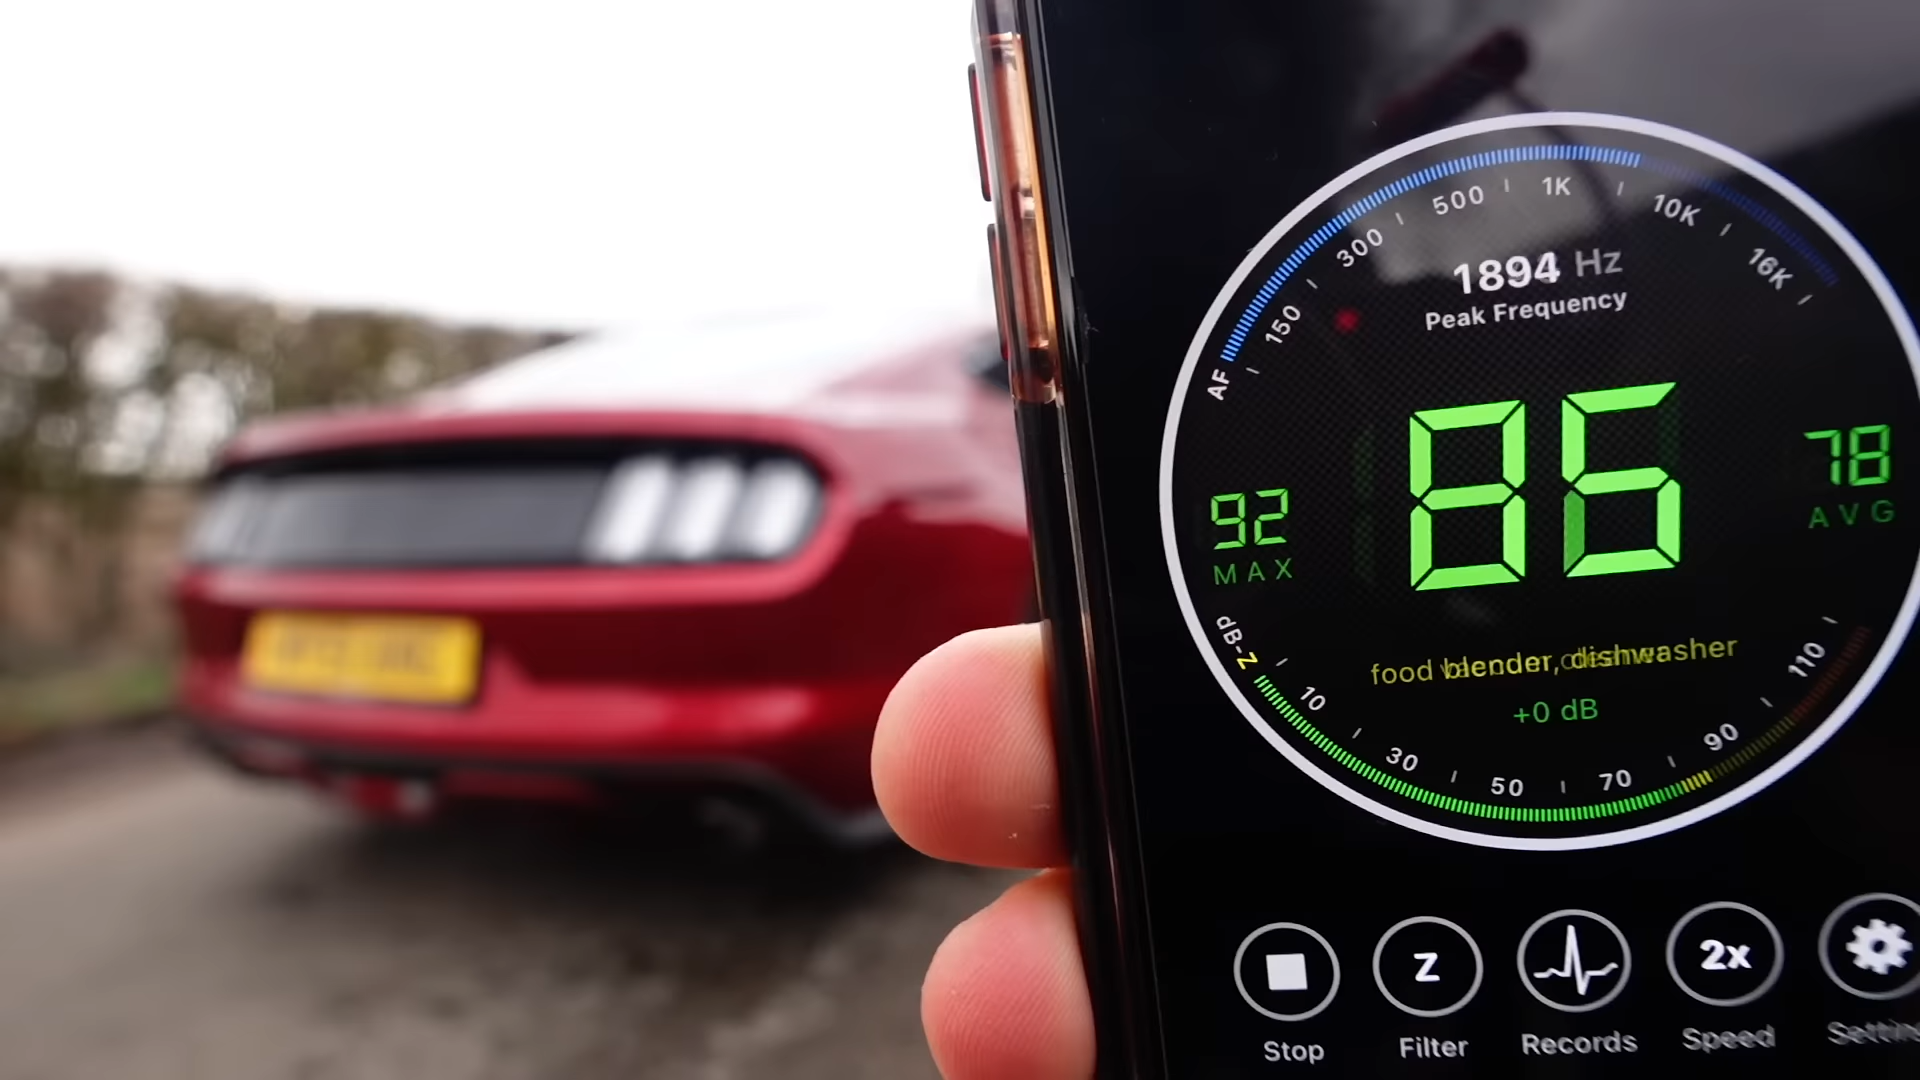 500 1K 10K
300 16K
150
AF
1894 Hz
Peak Frequency
85
92
MAX
78
AVG
food blender, dishwasher
+0 dB
dB-Z
10 30 50 70 90 110
Z
2x
Stop Filter Records Speed